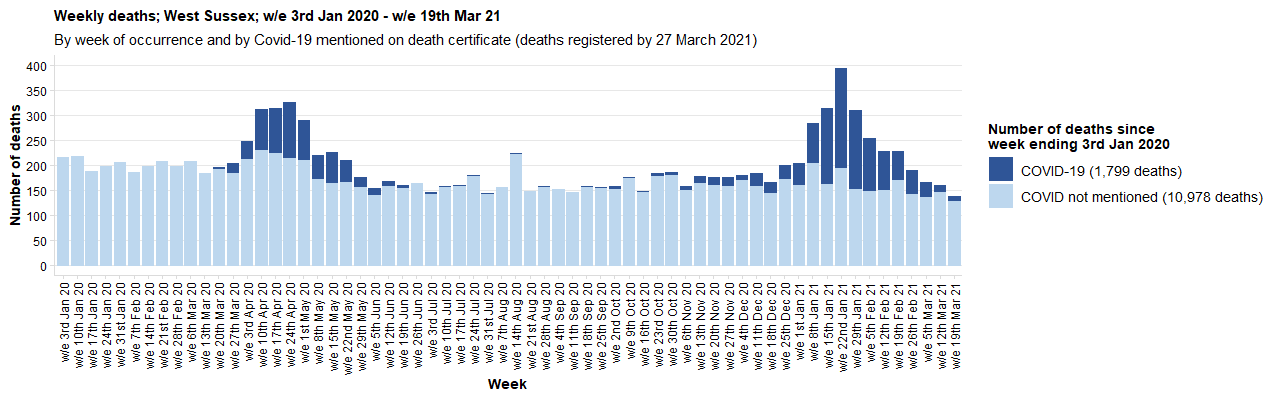 Weekly deaths; West Sussex; w/e 3rd Jan 2020 - w/e 19th Mar 21
By week of occurrence and by Covid-19 mentioned on death certificate (deaths registered by 27 March 2021)
Number of deaths
400
350
300
250
200
150
100
50
0
w/e 3rd Jan 20
w/e 10th Jan 20
w/e 17th Jan 20
w/e 24th Jan 20
w/e 31st Jan 20
w/e 7th Feb 20
w/e 14th Feb 20
w/e 21st Feb 20
w/e 28th Feb 20
w/e 6th Mar 20
w/e 13th Mar 20
w/e 20th Mar 20
w/e 27th Mar 20
w/e 3rd Apr 20
w/e 10th Apr 20
w/e 17th Apr 20
w/e 24th Apr 20
w/e 1st May 20
w/e 8th May 20
w/e 15th May 20
w/e 22nd May 20
w/e 29th May 20
w/e 5th Jun 20
w/e 12th Jun 20
w/e 19th Jun 20
w/e 26th Jun 20
w/e 3rd Jul 20
w/e 10th Jul 20
w/e 17th Jul 20
w/e 24th Jul 20
w/e 31st Jul 20
w/e 7th Aug 20
w/e 14th Aug 20
w/e 21st Aug 20
w/e 28th Aug 20
w/e 4th Sep 20
w/e 11th Sep 20
w/e 18th Sep 20
w/e 25th Sep 20
w/e 2nd Oct 20
w/e 9th Oct 20
w/e 16th Oct 20
w/e 23rd Oct 20
w/e 30th Oct 20
w/e 6th Nov 20
w/e 13th Nov 20
w/e 20th Nov 20
w/e 27th Nov 20
w/e 4th Dec 20
w/e 11th Dec 20
w/e 18th Dec 20
w/e 25th Dec 20
w/e 1st Jan 21
w/e 8th Jan 21
w/e 15th Jan 21
w/e 22nd Jan 21
w/e 29th Jan 21
w/e 5th Feb 21
w/e 12th Feb 21
w/e 19th Feb 21
w/e 26th Feb 21
w/e 5th Mar 21
w/e 12th Mar 21
w/e 19th Mar 21
Week
Number of deaths since
week ending 3rd Jan 2020
COVID-19 (1,799 deaths)
COVID not mentioned (10,978 deaths)